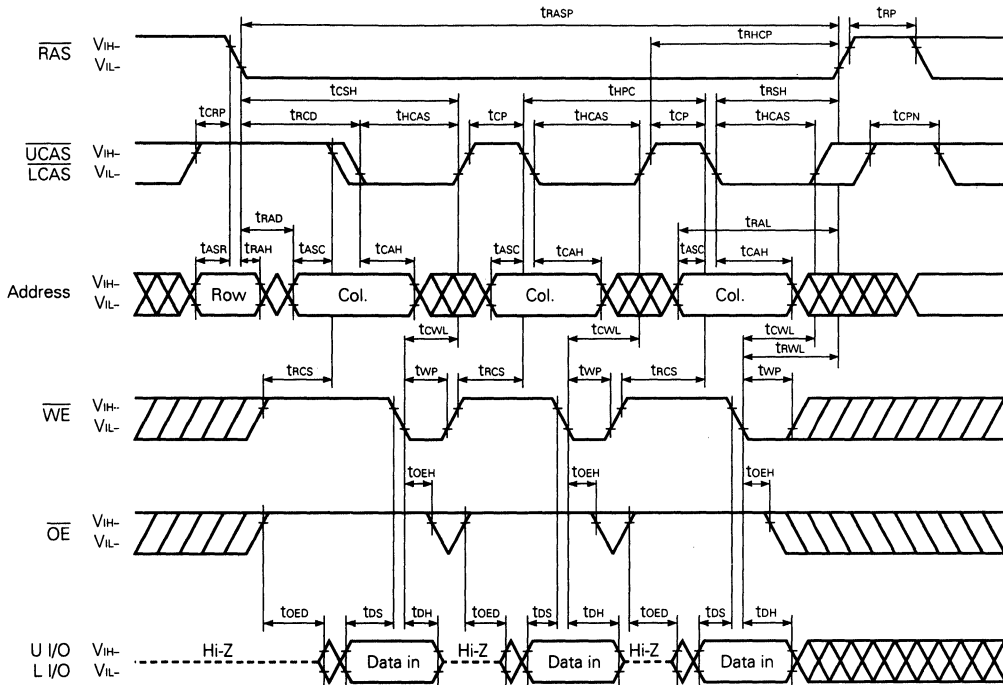 tRASP tRP
tRHCP
RAS VIH–
VIL–
tCSH tHPC tRSH
tCRP tRCD tHCAS tCP tHCAS tCP tHCAS tCPN
UCAS VIH–
LCAS VIL–
tRAD tRAL
tASR tRAH tASC tCAH tASC tCAH tASC tCAH
Address VIH–
VIL–
Row Col. Col. Col.
tCWL tCWL tCWL
tRWL
tRCS tWP tRCS tWP tRCS tWP
WE VIH–
VIL–
tOEH tOEH tOEH
OE VIH–
VIL–
tOED tDS tDH tOED tDS tDH tOED tDS tDH
U I/O VIH–
L I/O VIL–
Hi-Z Data in Hi-Z Data in Hi-Z Data in